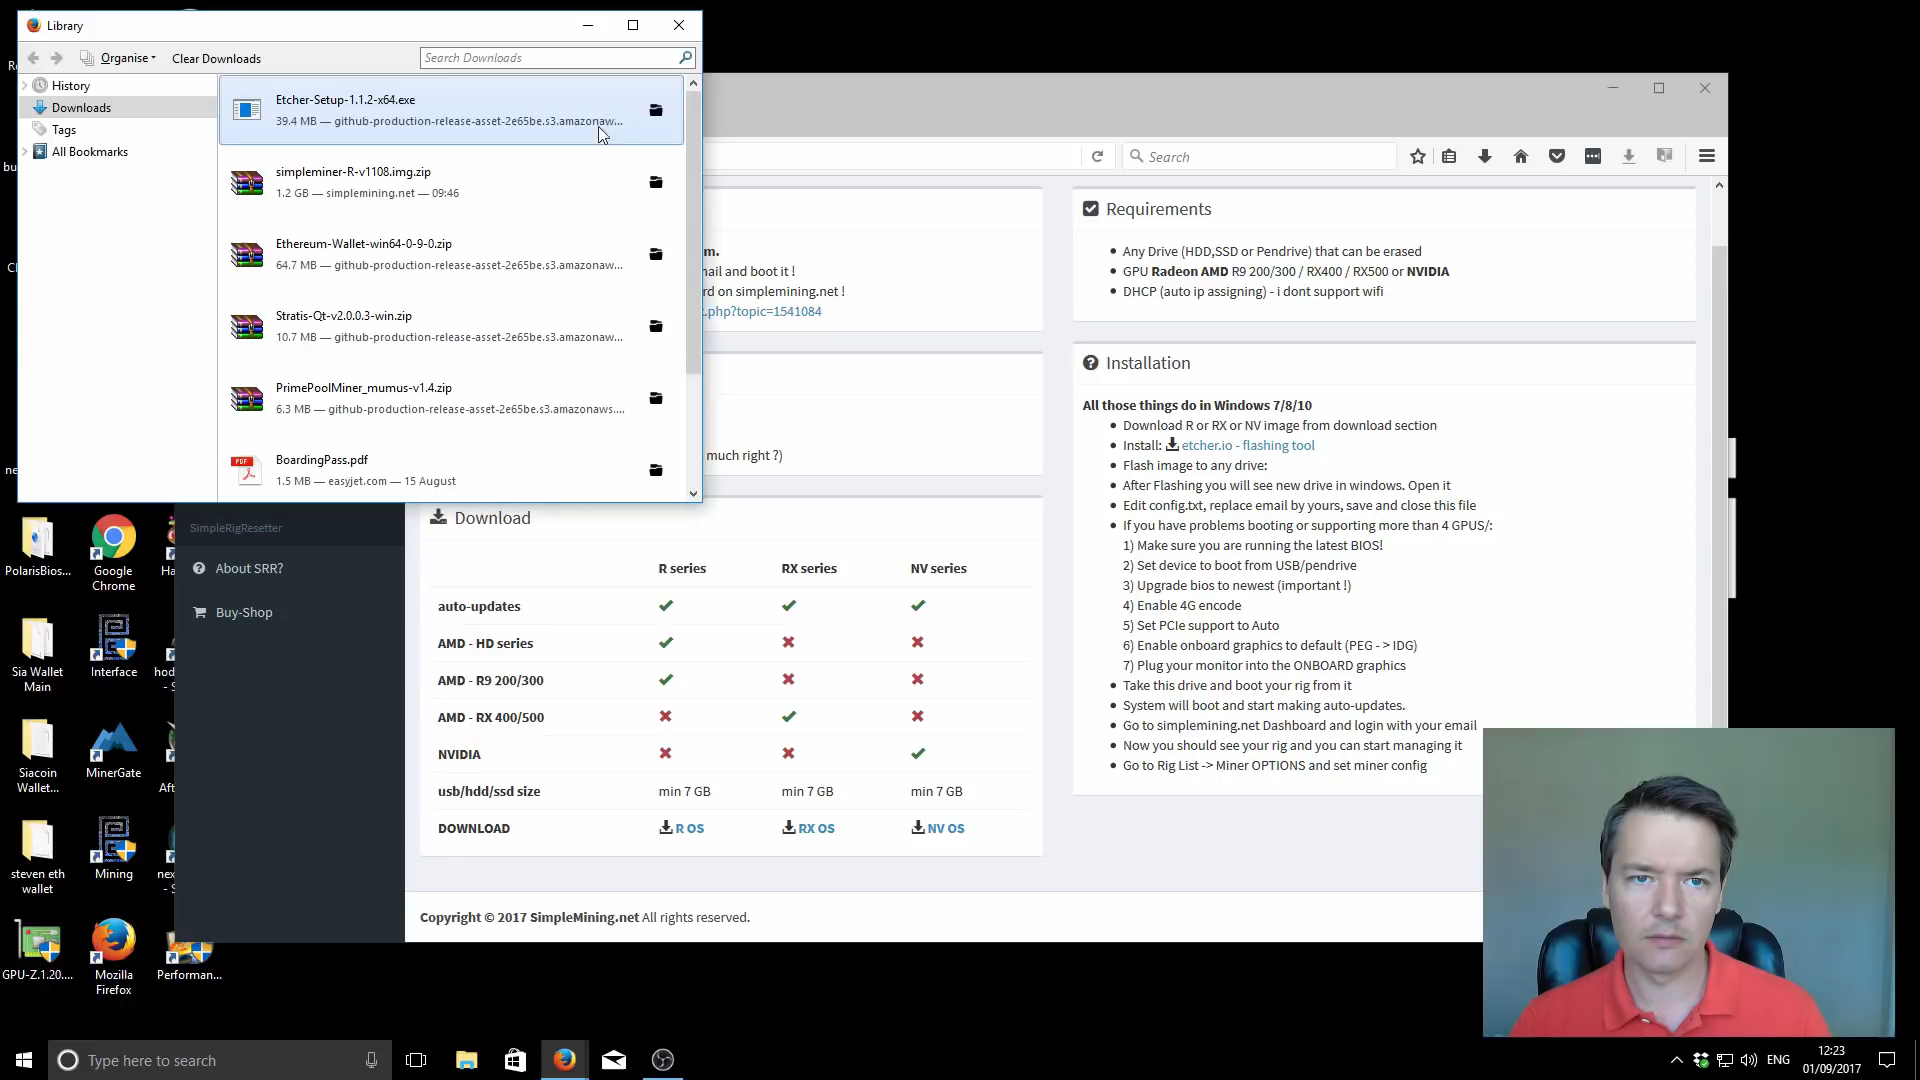 Library
Organise
Clear Downloads
Search Downloads
History
Downloads
Tags
All Bookmarks
Etcher-Setup-1.1.2-x64.exe
39.4 MB — github-production-release-asset-2e65be.s3.amazonaw...
simpleminer-R-v1108.img.zip
1.2 GB — simplemining.net — 09:46
Ethereum-Wallet-win64-0-9-0.zip
64.7 MB — github-production-release-asset-2e65be.s3.amazonaw...
Stratis-Qt-v2.0.0.3-win.zip
10.7 MB — github-production-release-asset-2e65be.s3.amazonaw...
PrimePoolMiner_mumus-v1.4.zip
6.3 MB — github-production-release-asset-2e65be.s3.amazonaws....
PDF
BoardingPass.pdf
1.5 MB — easyjet.com — 15 August
Search
m.
ail and boot it !
rd on simplemining.net !
.php?topic=1541084
much right ?)
Requirements
Any Drive (HDD,SSD or Pendrive) that can be erased
GPU Radeon AMD R9 200/300 / RX400 / RX500 or NVIDIA
DHCP (auto ip assigning) - i dont support wifi
Installation
All those things do in Windows 7/8/10
Download R or RX or NV image from download section
Install: etcher.io - flashing tool
Flash image to any drive:
After Flashing you will see new drive in windows. Open it
Edit config.txt, replace email by yours, save and close this file
If you have problems booting or supporting more than 4 GPUS/:
1) Make sure you are running the latest BIOS!
2) Set device to boot from USB/pendrive
3) Upgrade bios to newest (important !)
4) Enable 4G encode
5) Set PCIe support to Auto
6) Enable onboard graphics to default (PEG - > IDG)
7) Plug your monitor into the ONBOARD graphics
Take this drive and boot your rig from it
System will boot and start making auto-updates.
Go to simplemining.net Dashboard and login with your email
Now you should see your rig and you can start managing it
Go to Rig List -> Miner OPTIONS and set miner config
SimpleRigResetter
About SRR?
Buy-Shop
Download
R series RX series NV series
auto-updates
AMD - HD series
AMD - R9 200/300
AMD - RX 400/500
NVIDIA
usb/hdd/ssd size min 7 GB min 7 GB min 7 GB
DOWNLOAD R OS RX OS NV OS
Copyright © 2017 SimpleMining.net All rights reserved.
PolarisBios...
Google Chrome
Ha
Sia Wallet Main
Interface
hod
- S
Siacoin Wallet...
MinerGate
Aft
steven eth wallet
Mining
nex
- S
GPU-Z.1.20....
Mozilla Firefox
Performan...
Type here to search
ENG
12:23
01/09/2017